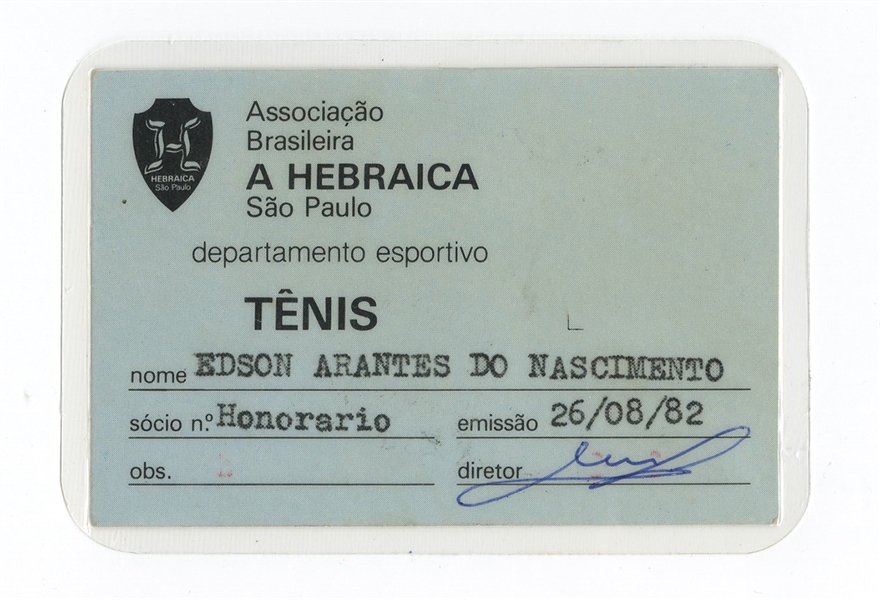 Associação
Brasileira
A HEBRAICA
São Paulo
HEBRAICA
São Paulo
departamento esportivo
TÊNIS
nome EDSON ARANTES DO NASCIMENTO
sócio n.º Honorario emissão 26/08/82
obs. diretor